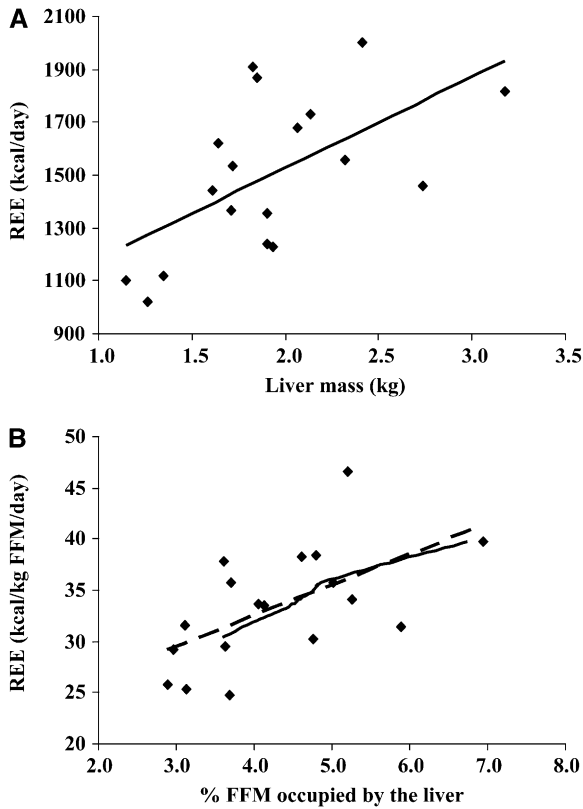 A
2100
1900
1700
1500
1300
1100
900
REE (kcal/day)
1.0 1.5 2.0 2.5 3.0 3.5
Liver mass (kg)
B
50
45
40
35
30
25
20
REE (kcal/kg FFM/day)
2.0 3.0 4.0 5.0 6.0 7.0 8.0
% FFM occupied by the liver